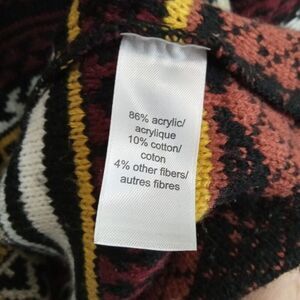 86% acrylic/
acrylique
10% cotton/
coton
4% other fibers/
autres fibres